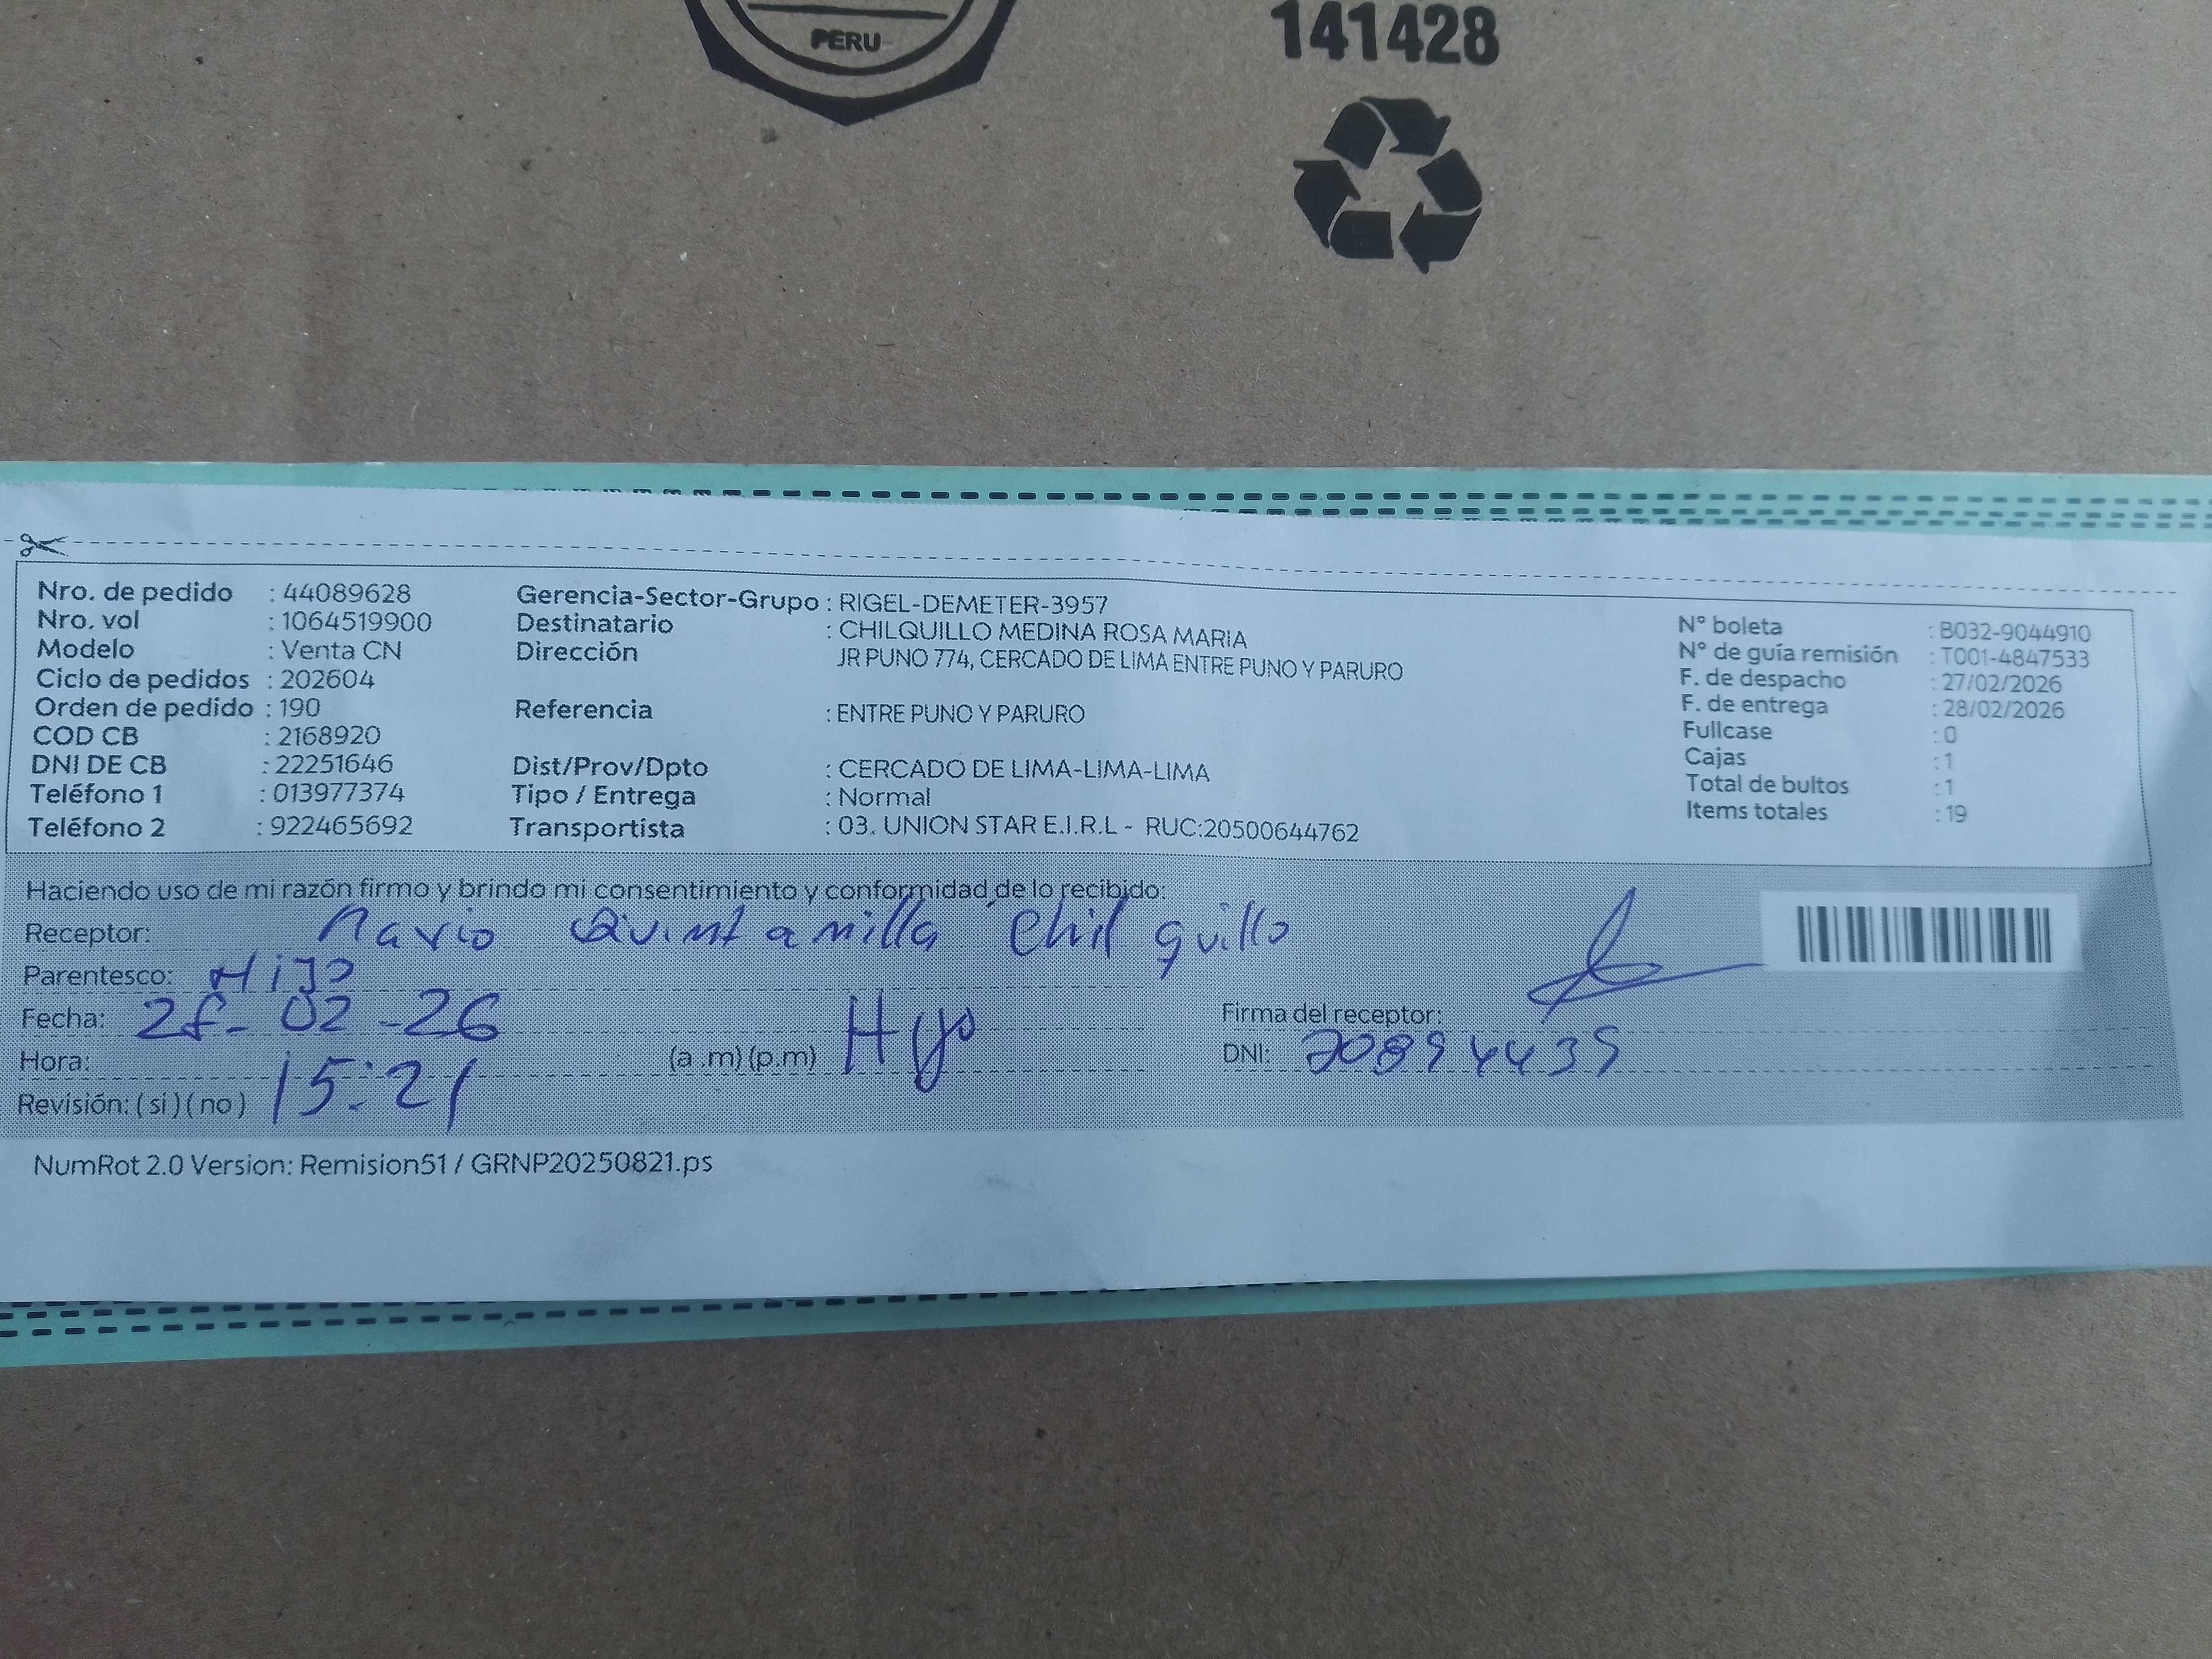 PERU
141428
Nro. de pedido : 44089628
Nro. vol : 1064519900
Modelo : Venta CN
Ciclo de pedidos : 202604
Orden de pedido : 190
COD CB : 2168920
DNI DE CB : 22251646
Teléfono 1 : 013977374
Teléfono 2 : 922465692
Gerencia-Sector-Grupo : RIGEL-DEMETER-3957
Destinatario : CHILQUILLO MEDINA ROSA MARIA
Dirección JR PUNO 774, CERCADO DE LIMA ENTRE PUNO Y PARURO
Referencia : ENTRE PUNO Y PARURO
Dist/Prov/Dpto : CERCADO DE LIMA-LIMA-LIMA
Tipo / Entrega : Normal
Transportista : 03. UNION STAR E.I.R.L - RUC:20500644762
N° boleta : B032-9044910
N° de guía remisión : T001-4847533
F. de despacho : 27/02/2026
F. de entrega : 28/02/2026
Fullcase : 0
Cajas : 1
Total de bultos : 1
Items totales : 19
Haciendo uso de mi razón firmo y brindo mi consentimiento y conformidad de lo recibido:
Receptor: Mario Quintanilla Chilquillo
Parentesco: Hijo
Fecha: 28-02-26
Hora: 15:21 (a .m) (p.m) Hyo
Revisión: ( si ) ( no )
Firma del receptor:
DNI:
NumRot 2.0 Version: Remision51 / GRNP20250821.ps